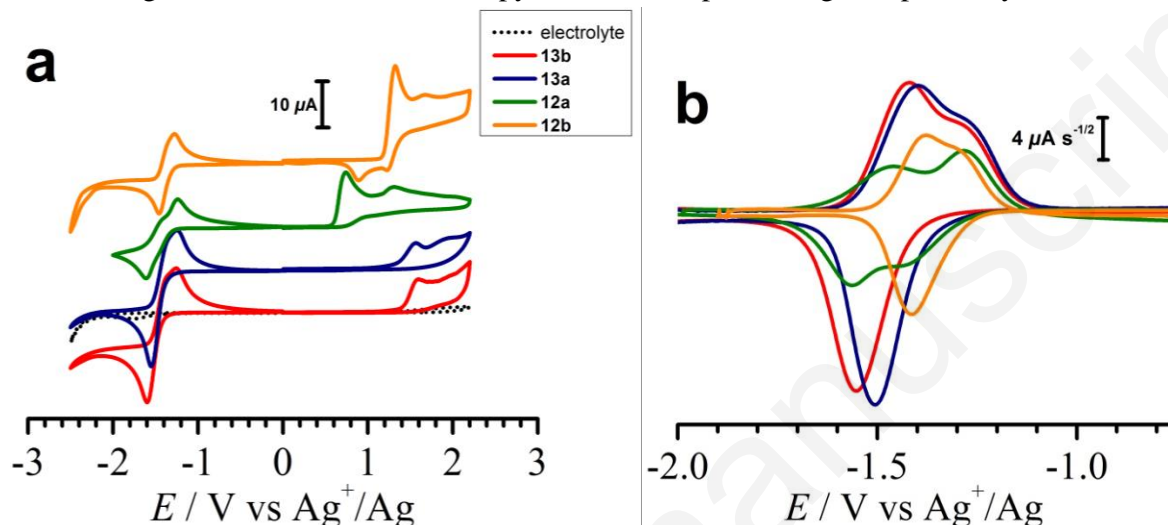 a
10 μA
electrolyte
13b
13a
12a
12b
-3 -2 -1 0 1 2 3
E / V vs Ag⁺/Ag
b
4 μA s⁻¹/²
-2.0 -1.5 -1.0
E / V vs Ag⁺/Ag
manuscrip